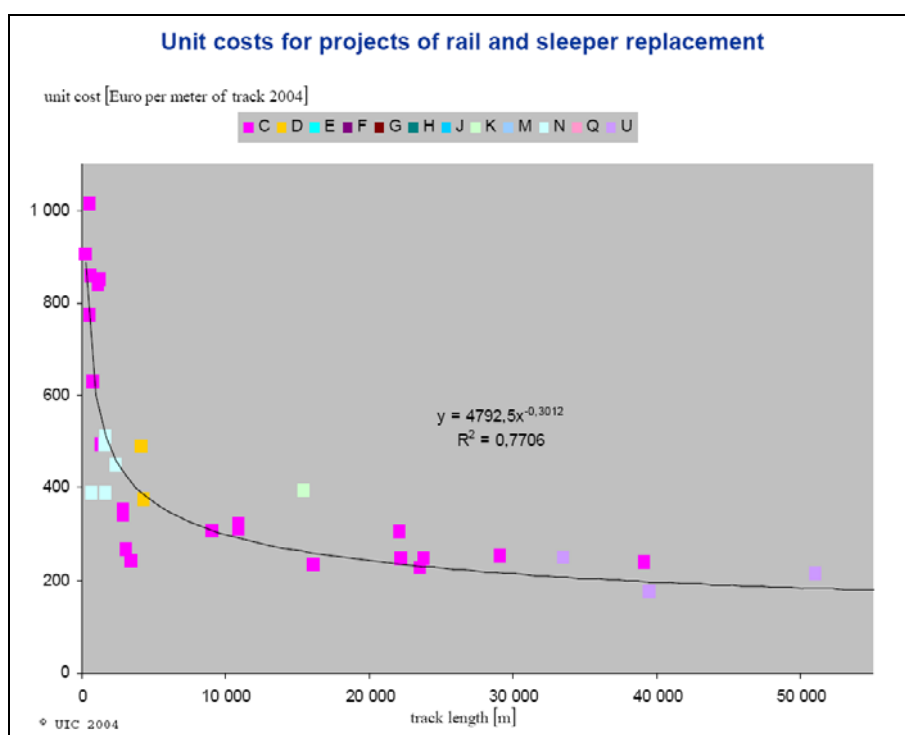 Unit costs for projects of rail and sleeper replacement
unit cost [Euro per meter of track 2004]
C D E F G H J K M N Q U
1 000
800
600
400
200
0
y = 4792,5x^-0,3012
R² = 0,7706
0 10 000 20 000 30 000 40 000 50 000
track length [m]
© UIC 2004